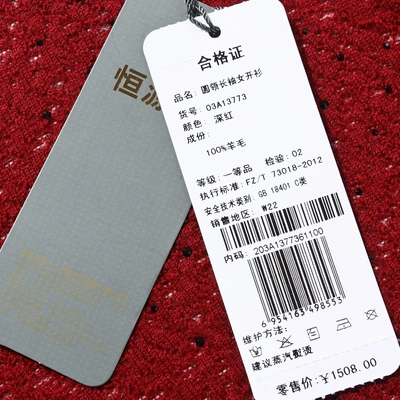 恒源
合格证
品名: 圆领长袖女开衫
货号: 03A13773
颜色: 深红
成份:
100%羊毛
等级: 一等品 检验: 02
执行标准: FZ/T 73018-2012
安全技术类别: GB 18401 C类
销售地区: W22
内码: 203A1377361100
6 954163 498553
维护方法:
建议蒸汽熨烫
零售价: ¥1508.00